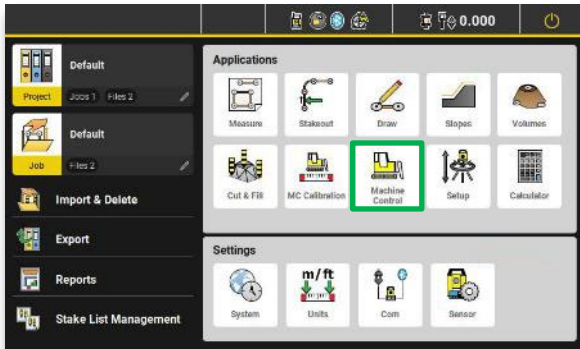 0.000
Default
Project
Jobs 1
Files 2
Default
Job
Files 2
Import & Delete
Export
Reports
Stake List Management
Applications
Measure
Stakeout
Draw
Slopes
Volumes
Cut & Fill
MC Calibration
Machine
Control
Setup
Calculator
Settings
System
m/ft
Units
Com
Sensor